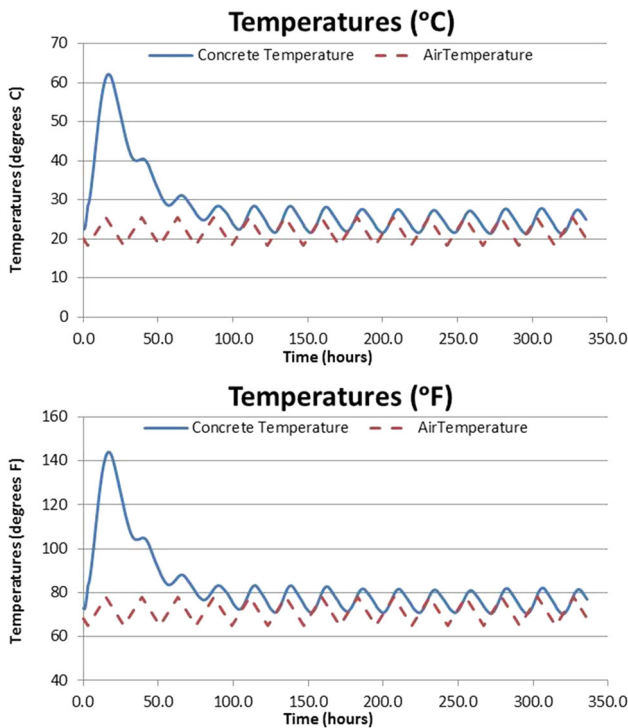 Temperatures (ºC)
Concrete Temperature
AirTemperature
Temperatures (degrees C)
70
60
50
40
30
20
10
0
0.0 50.0 100.0 150.0 200.0 250.0 300.0 350.0
Time (hours)
Temperatures (ºF)
Concrete Temperature
AirTemperature
Temperatures (degrees F)
160
140
120
100
80
60
40
0.0 50.0 100.0 150.0 200.0 250.0 300.0 350.0
Time (hours)